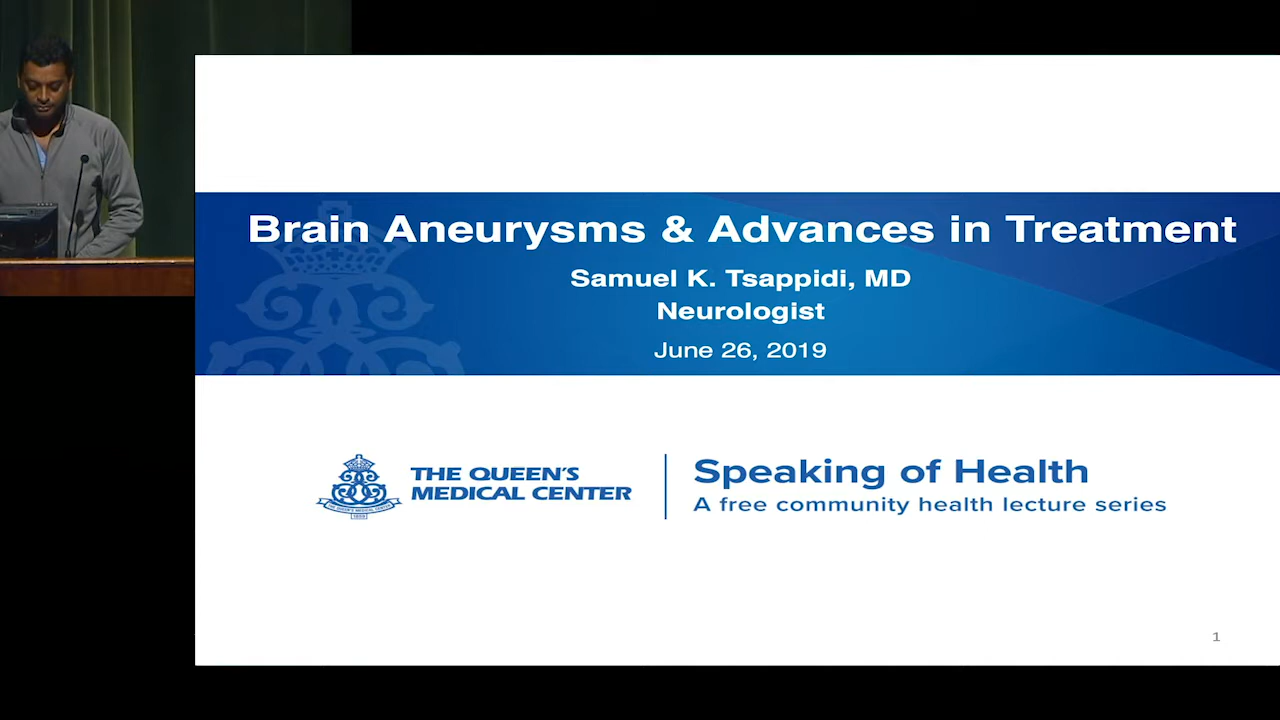 Brain Aneurysms & Advances in Treatment
Samuel K. Tsappidi, MD
Neurologist
June 26, 2019
THE QUEEN'S
MEDICAL CENTER
Speaking of Health
A free community health lecture series
1